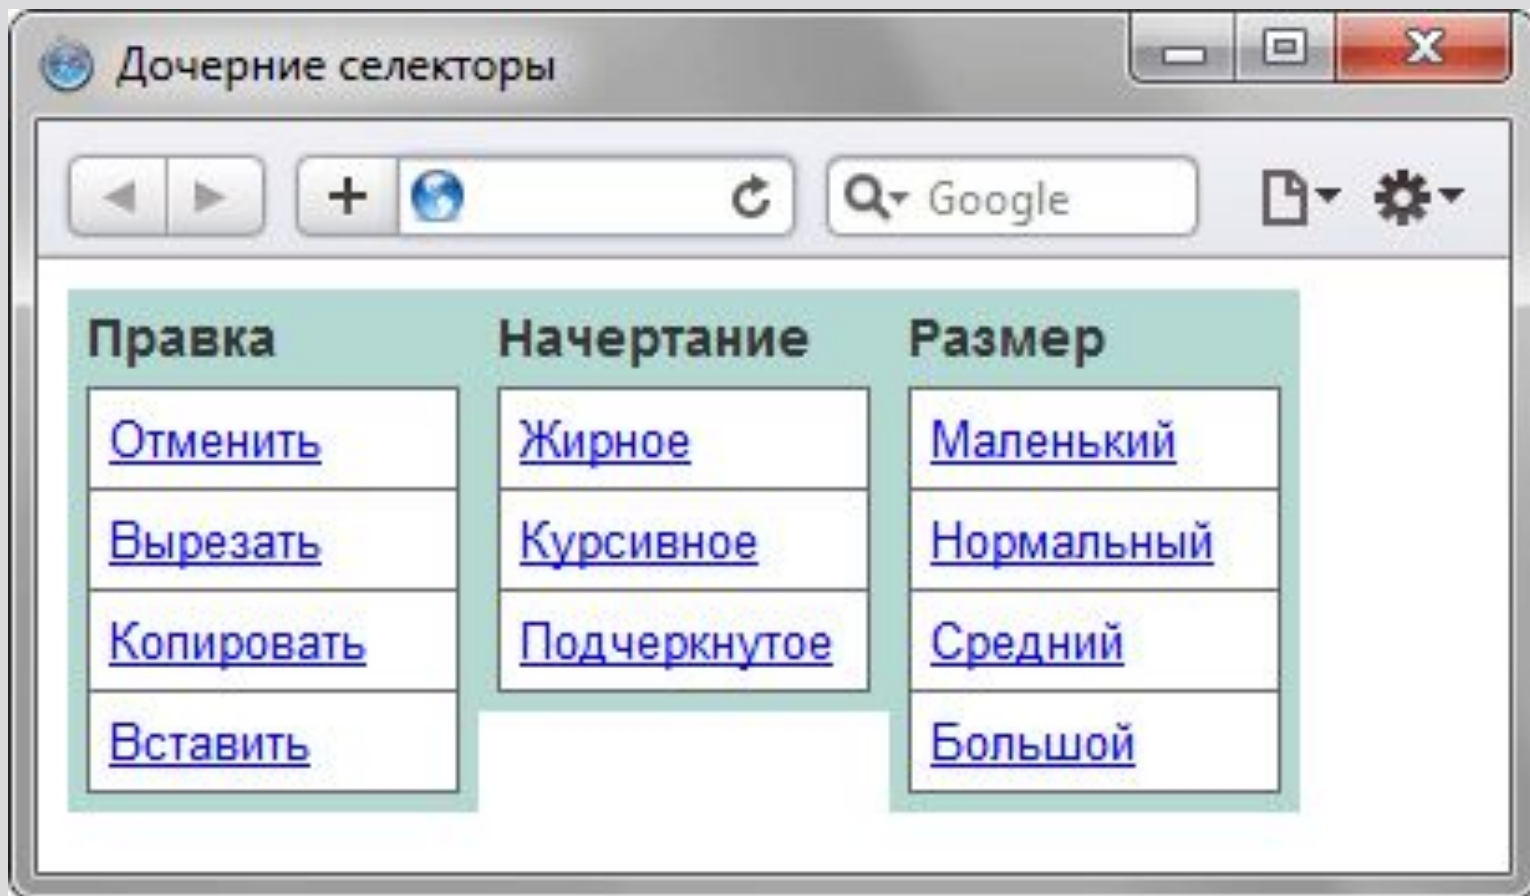 Дочерние селекторы
Google
Правка
Отменить
Вырезать
Копировать
Вставить
Начертание
Жирное
Курсивное
Подчеркнутое
Размер
Маленький
Нормальный
Средний
Большой